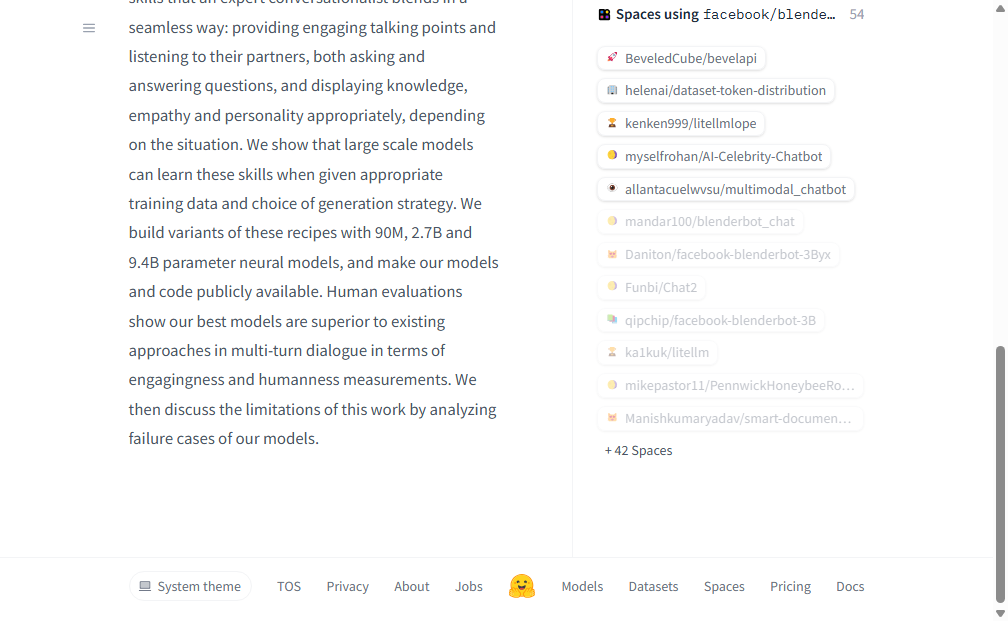 skills that an expert conversationalist blends in a
seamless way: providing engaging talking points and
listening to their partners, both asking and
answering questions, and displaying knowledge,
empathy and personality appropriately, depending
on the situation. We show that large scale models
can learn these skills when given appropriate
training data and choice of generation strategy. We
build variants of these recipes with 90M, 2.7B and
9.4B parameter neural models, and make our models
and code publicly available. Human evaluations
show our best models are superior to existing
approaches in multi-turn dialogue in terms of
engagingness and humanness measurements. We
then discuss the limitations of this work by analyzing
failure cases of our models.
Spaces using facebook/blende… 54
BeveledCube/bevelapi
helenai/dataset-token-distribution
kenken999/litellmlope
myselfrohan/AI-Celebrity-Chatbot
allantacuelwvsu/multimodal_chatbot
mandar100/blenderbot_chat
Daniton/facebook-blenderbot-3Byx
Funbi/Chat2
qipchip/facebook-blenderbot-3B
ka1kuk/litellm
mikepastor11/PennwickHoneybeeRo…
Manishkumaryadav/smart-documen…
+ 42 Spaces
System theme TOS Privacy About Jobs Models Datasets Spaces Pricing Docs